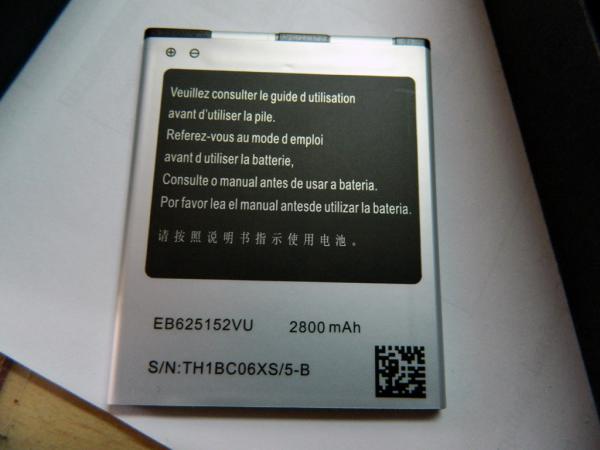 ⊕ ⊖
Veuillez consulter le guide d utilisation
avant d'utiliser la pile.
Referez-vous au mode d emploi
avant d utiliser la batterie,
Consulte o manual antes de usar a bateria.
Por favor lea el manual antesde utilizar la bateria.
请按照说明书指示使用电池。
EB625152VU 2800 mAh
S/N:TH1BC06XS/5-B